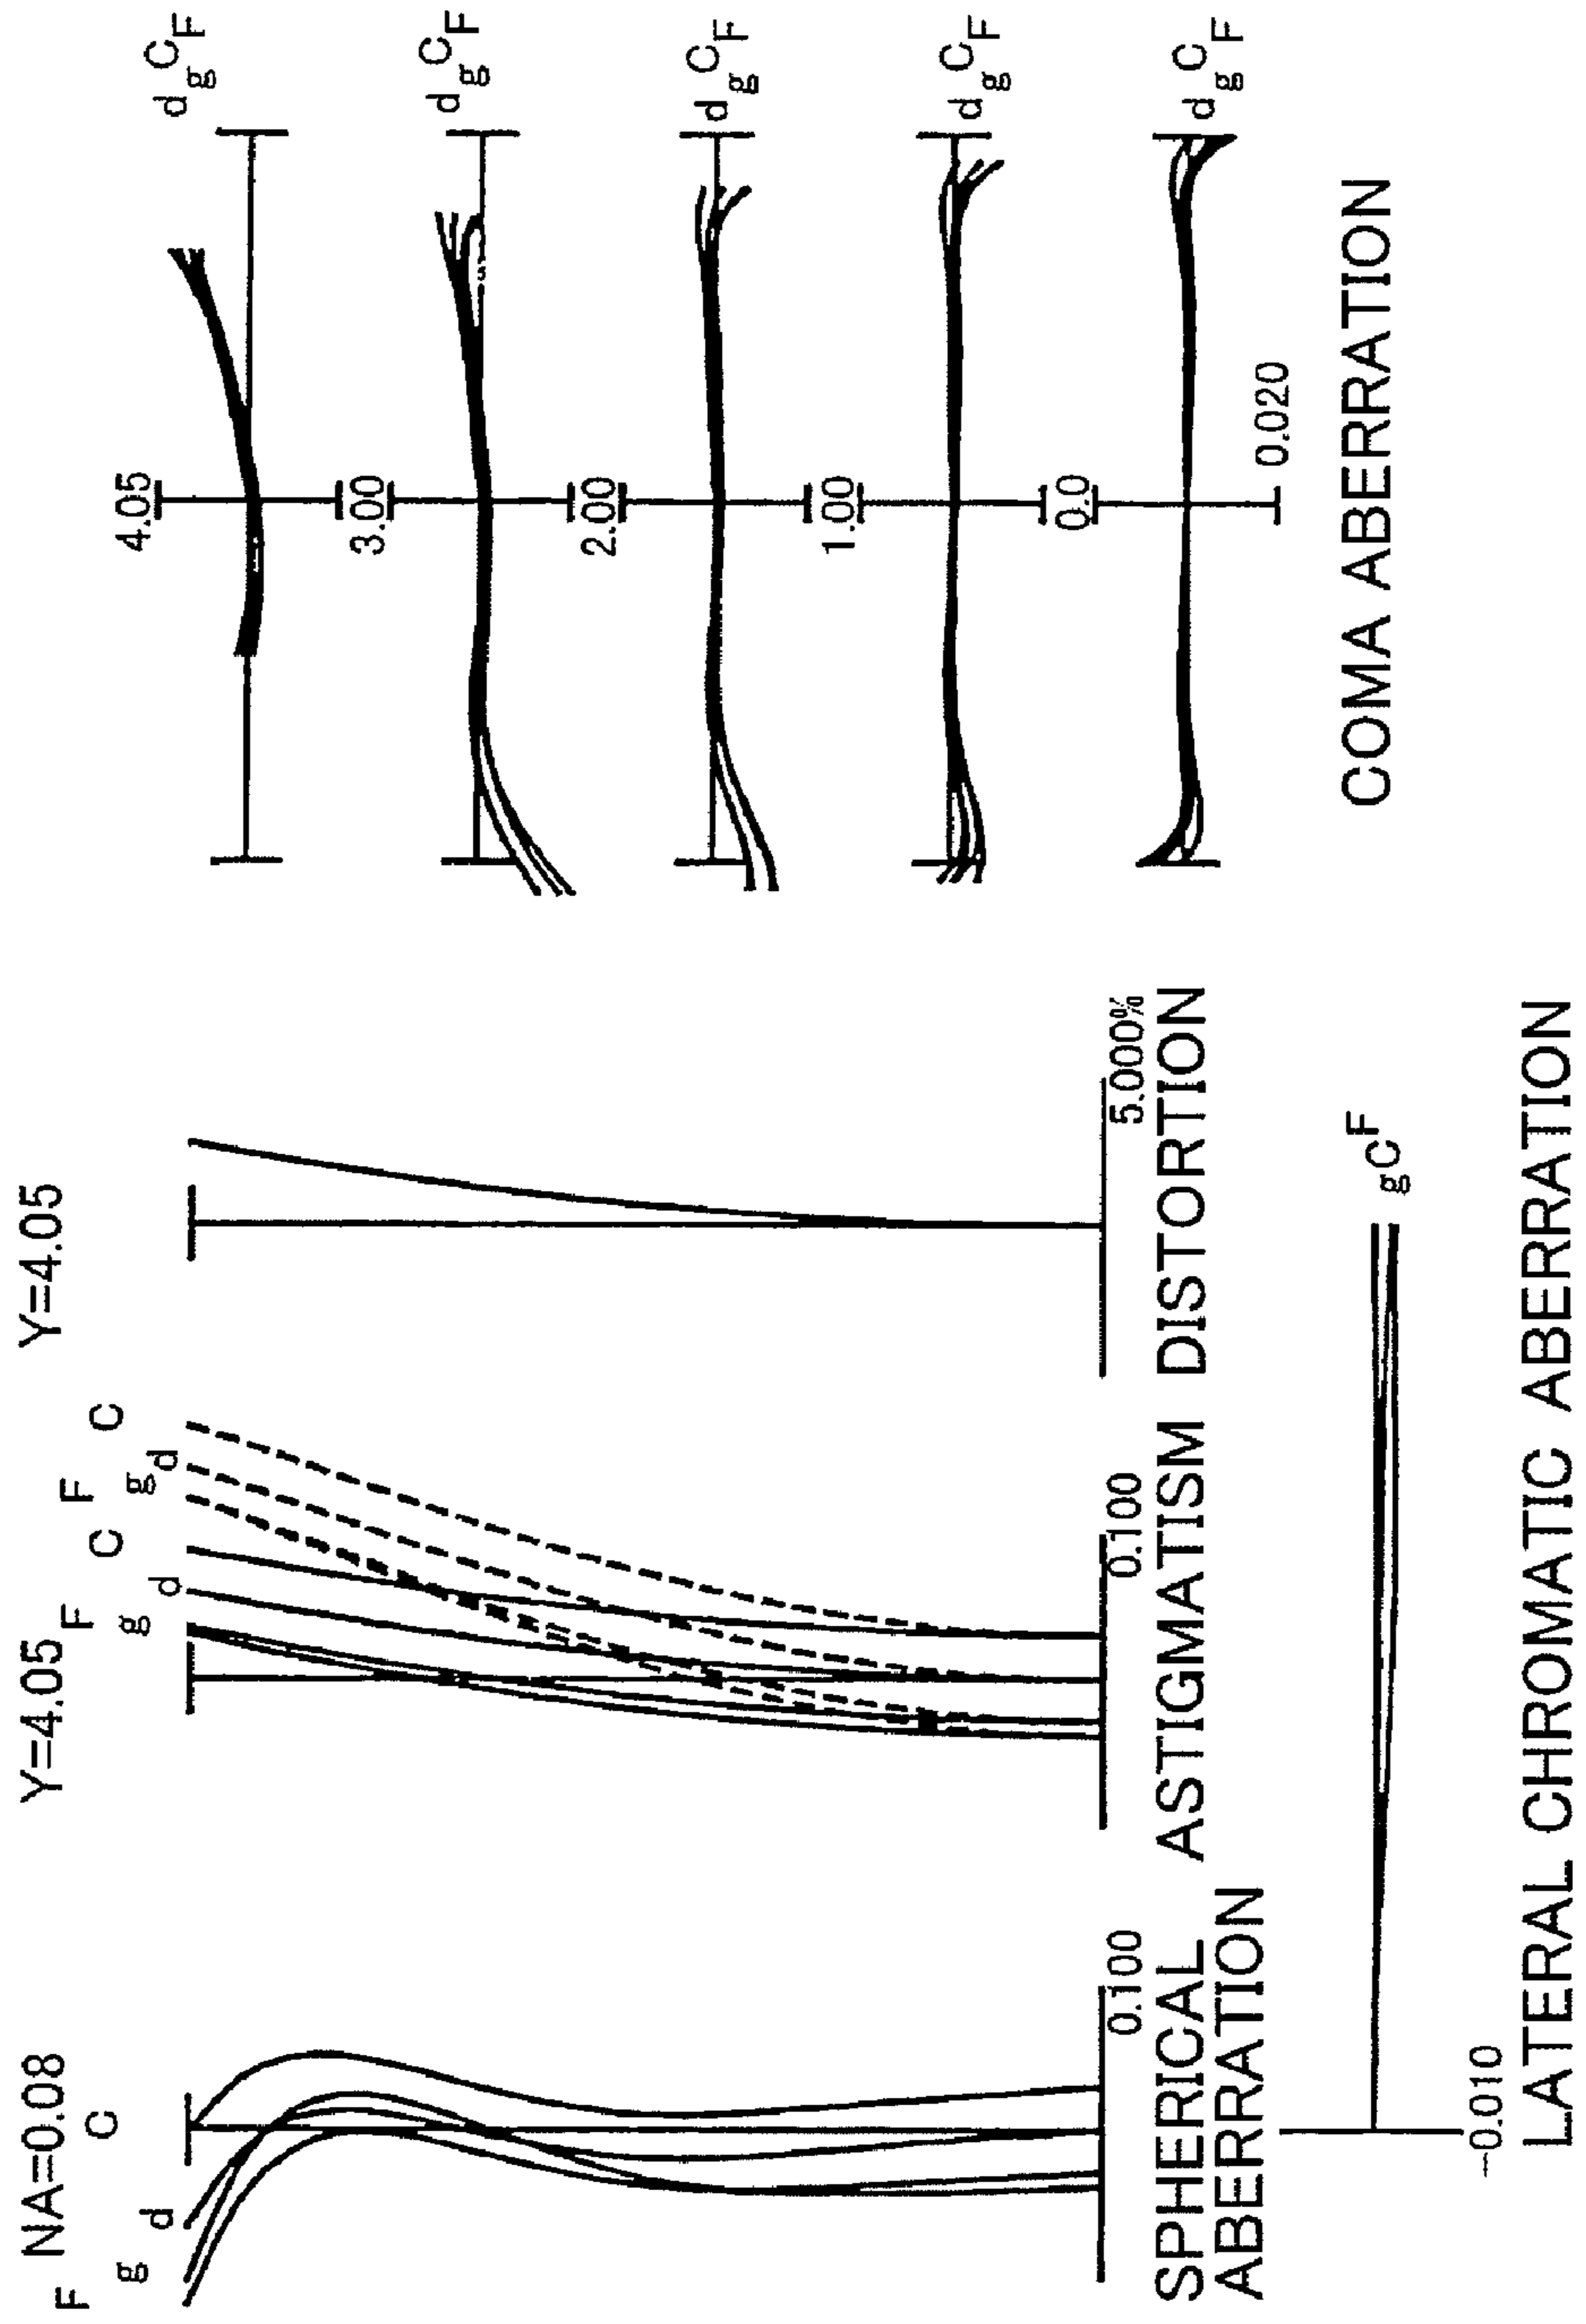 NA=0.08
F
g
d
C
0.100
SPHERICAL
ABERRATION
Y=4.05
g
F
d
C
F
g
d
C
0.100
ASTIGMATISM
Y=4.05
5.000%
DISTORTION
-0.010
g C F
LATERAL CHROMATIC ABERRATION
4.05
d g C F
3.00
d g C F
2.00
d g C F
1.00
d g C F
0.0
d g C F
0.020
COMA ABERRATION